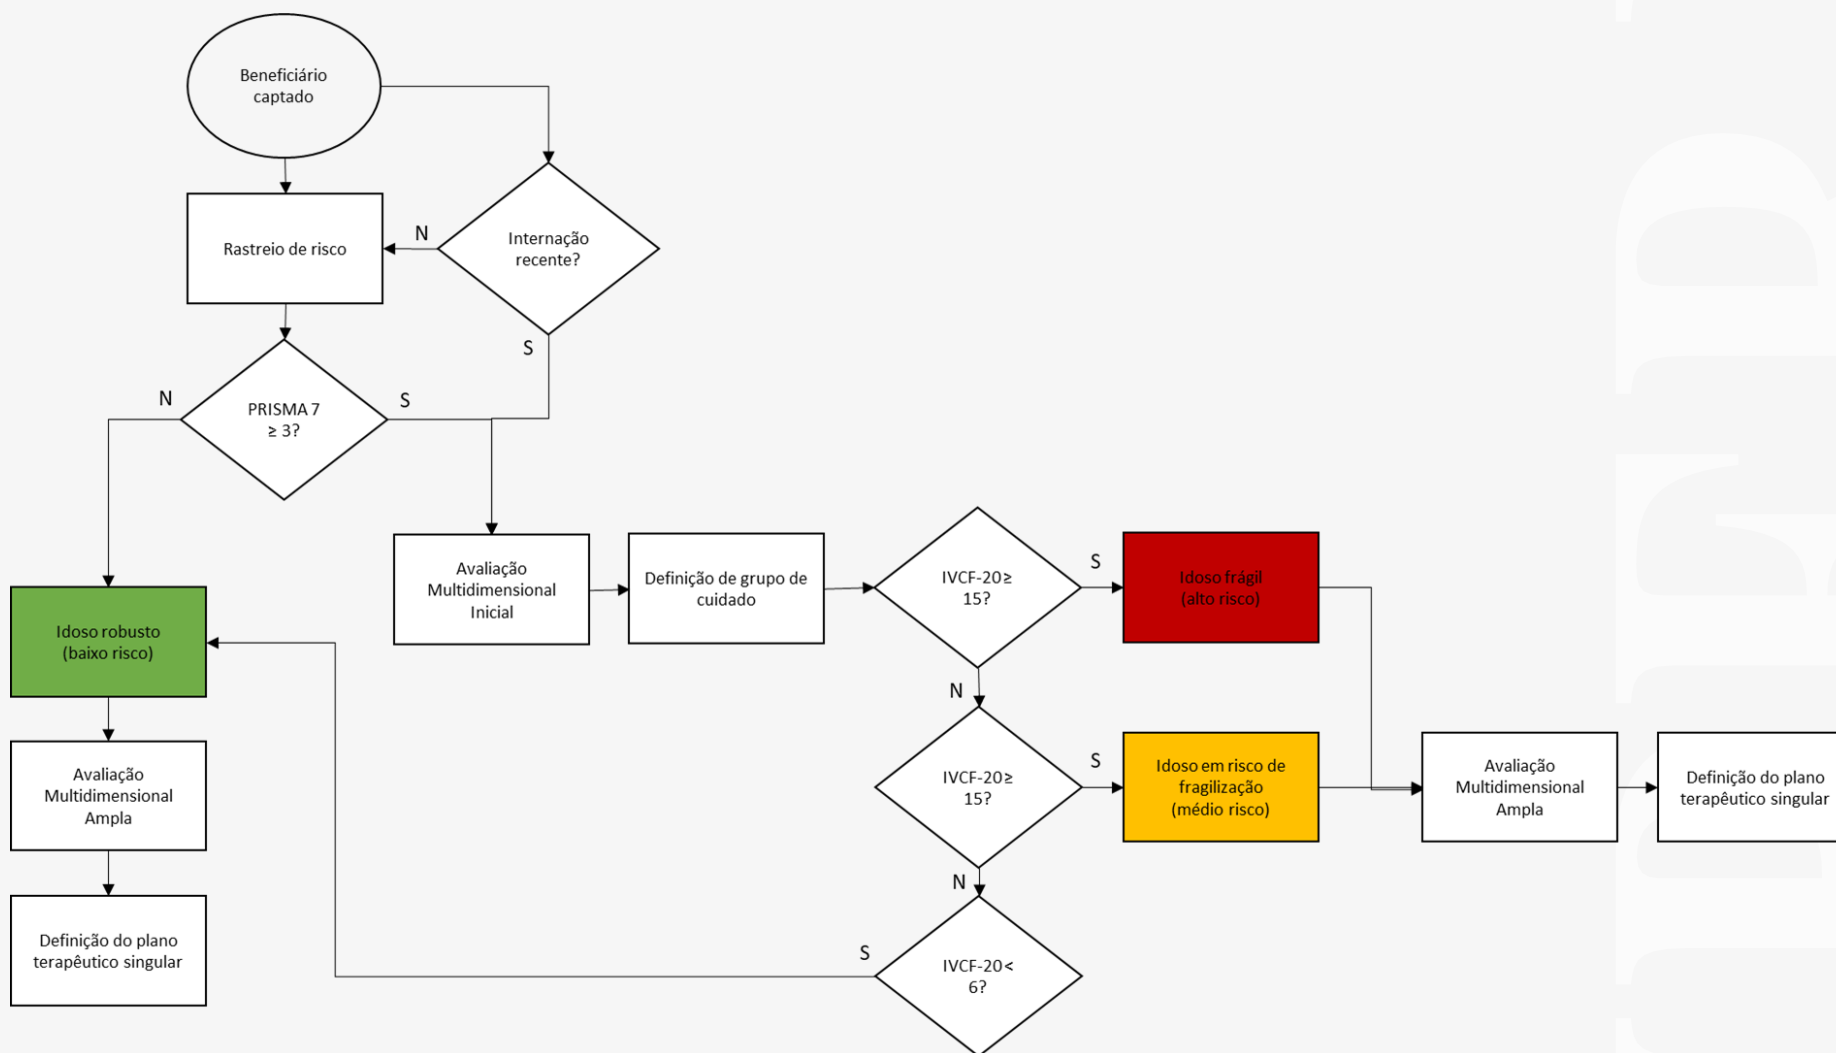 Beneficiário
captado
Rastreio de risco
N
Internação
recente?
S
N
PRISMA 7
≥ 3?
S
Avaliação
Multidimensional
Inicial
Definição de grupo de
cuidado
IVCF-20 ≥
15?
S
Idoso frágil
(alto risco)
Idoso robusto
(baixo risco)
N
IVCF-20 ≥
15?
S
Idoso em risco de
fragilização
(médio risco)
Avaliação
Multidimensional
Ampla
Definição do plano
terapêutico singular
Avaliação
Multidimensional
Ampla
N
Definição do plano
terapêutico singular
S
IVCF-20 <
6?